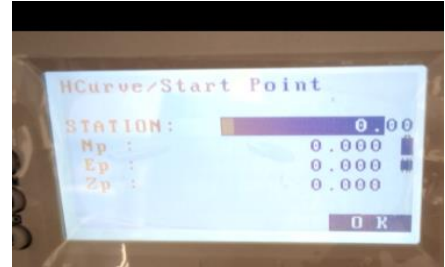 HCurve/Start Point
STATION: 0.00
Np : 0.000
Ep : 0.000
Zp : 0.000
OK